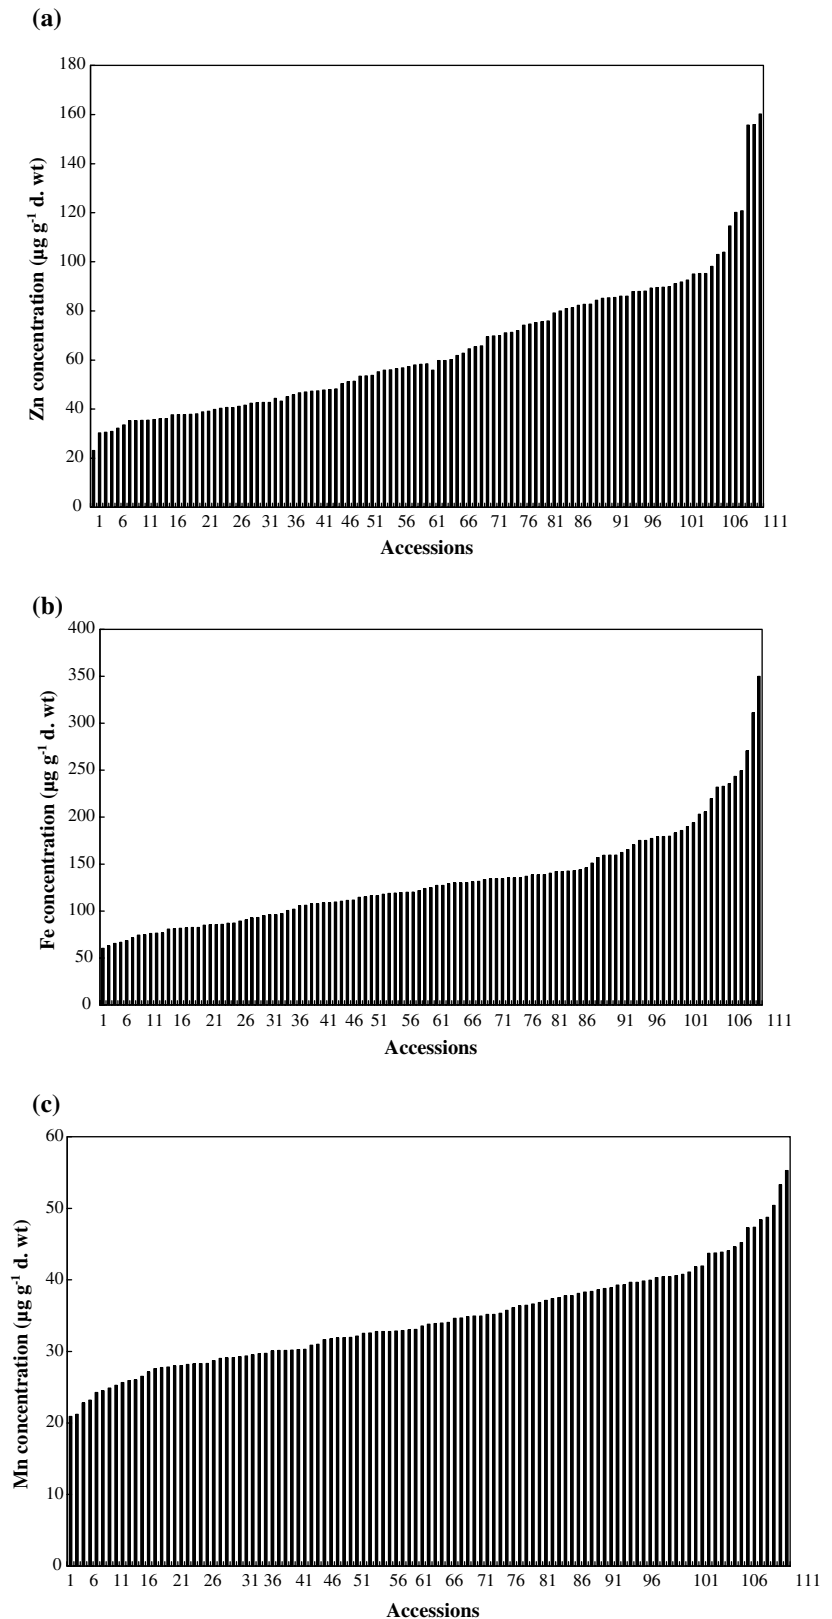 (a)
180
160
140
120
100
80
60
40
20
0
Zn concentration (µg g-1 d. wt)
1 6 11 16 21 26 31 36 41 46 51 56 61 66 71 76 81 86 91 96 101 106 111
Accessions
(b)
400
350
300
250
200
150
100
50
0
Fe concentration (µg g-1 d. wt)
1 6 11 16 21 26 31 36 41 46 51 56 61 66 71 76 81 86 91 96 101 106 111
Accessions
(c)
60
50
40
30
20
10
0
Mn concentration (µg g-1 d. wt)
1 6 11 16 21 26 31 36 41 46 51 56 61 66 71 76 81 86 91 96 101 106 111
Accessions